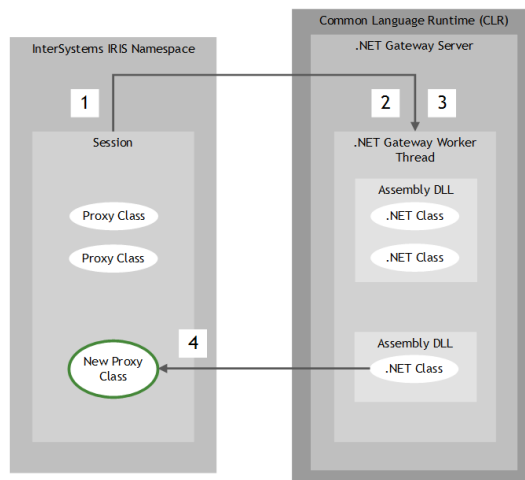 Common Language Runtime (CLR)
InterSystems IRIS Namespace
.NET Gateway Server
1
2
3
Session
.NET Gateway Worker
Thread
Assembly DLL
Proxy Class
.NET Class
Proxy Class
.NET Class
4
Assembly DLL
New Proxy
Class
.NET Class